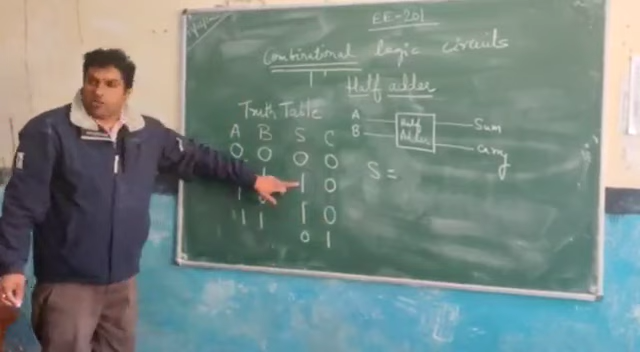 EE-201
Combinational logic circuits
Half adder
Truth Table
A B S C
0 0 0 0
1 0
1 1 1 0
0 1
A
B
Half
Adder
Sum
Carry
S =